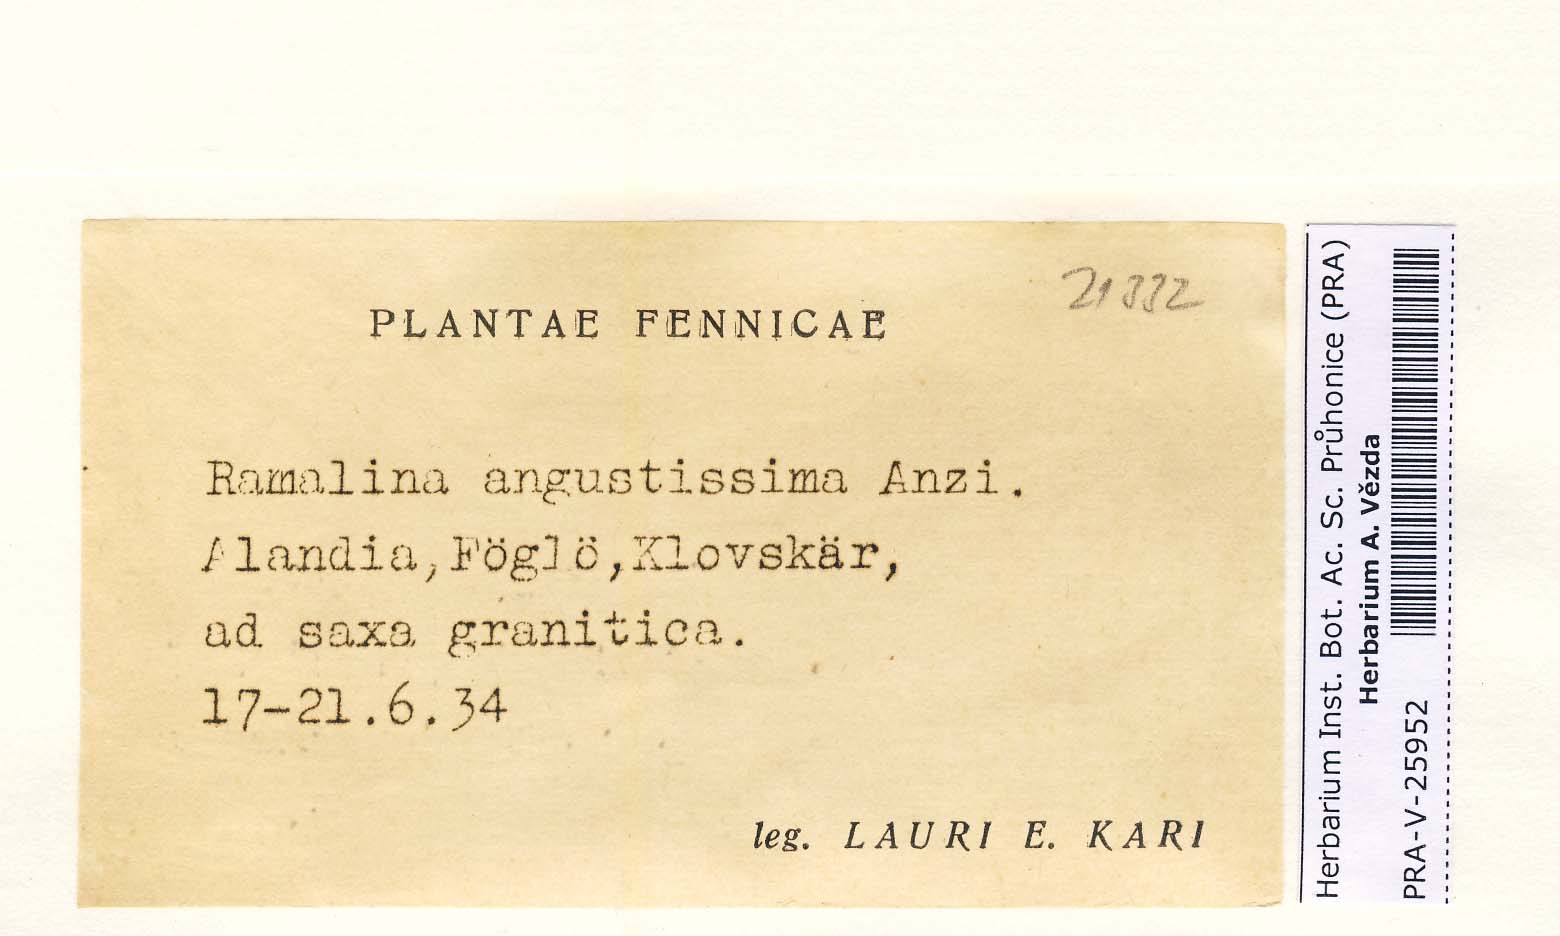 21332
PLANTAE FENNICAE
Ramalina angustissima Anzi.
Alandia,Föglö,Klovskär,
ad saxa granitica.
17-21.6.34
leg. LAURI E. KARI
Herbarium Inst. Bot. Ac. Sc. Průhonice (PRA)
Herbarium A. Vězda
PRA-V-25952